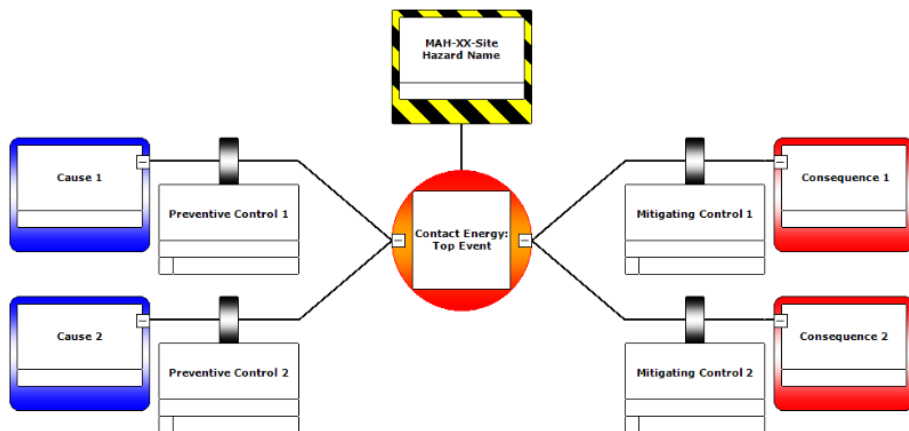 MAH-XX-Site
Hazard Name
Cause 1
Preventive Control 1
Contact Energy:
Top Event
Mitigating Control 1
Consequence 1
Cause 2
Preventive Control 2
Mitigating Control 2
Consequence 2